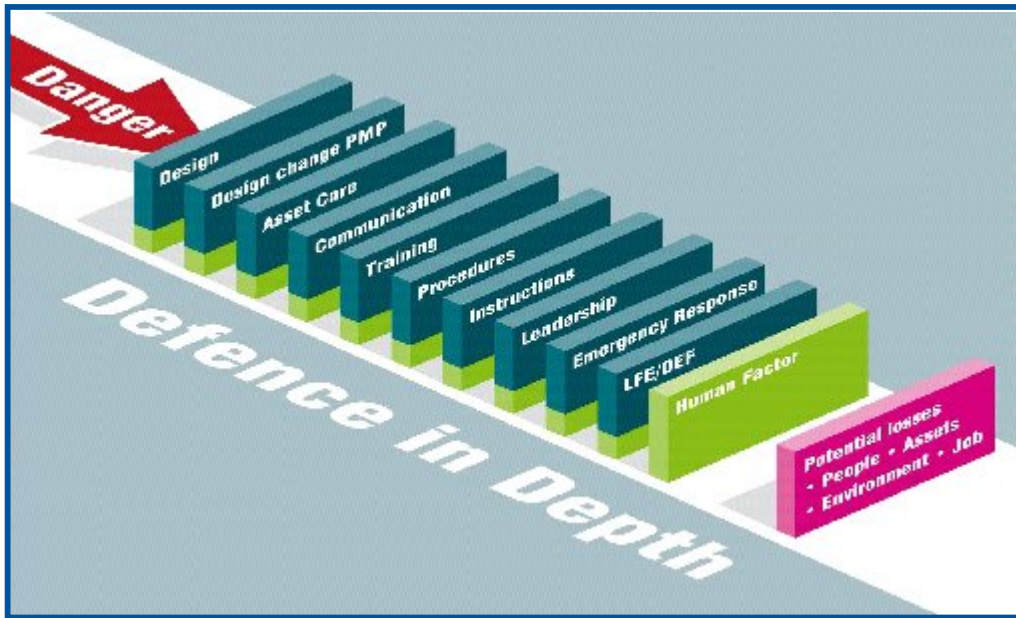 Danger
Design
Design change PMP
Asset Care
Communication
Training
Procedures
Instructions
Leadership
Emergency Response
LFE/OEF
Human Factor
Potential losses
• People • Assets
• Environment • Job
Defence in Depth